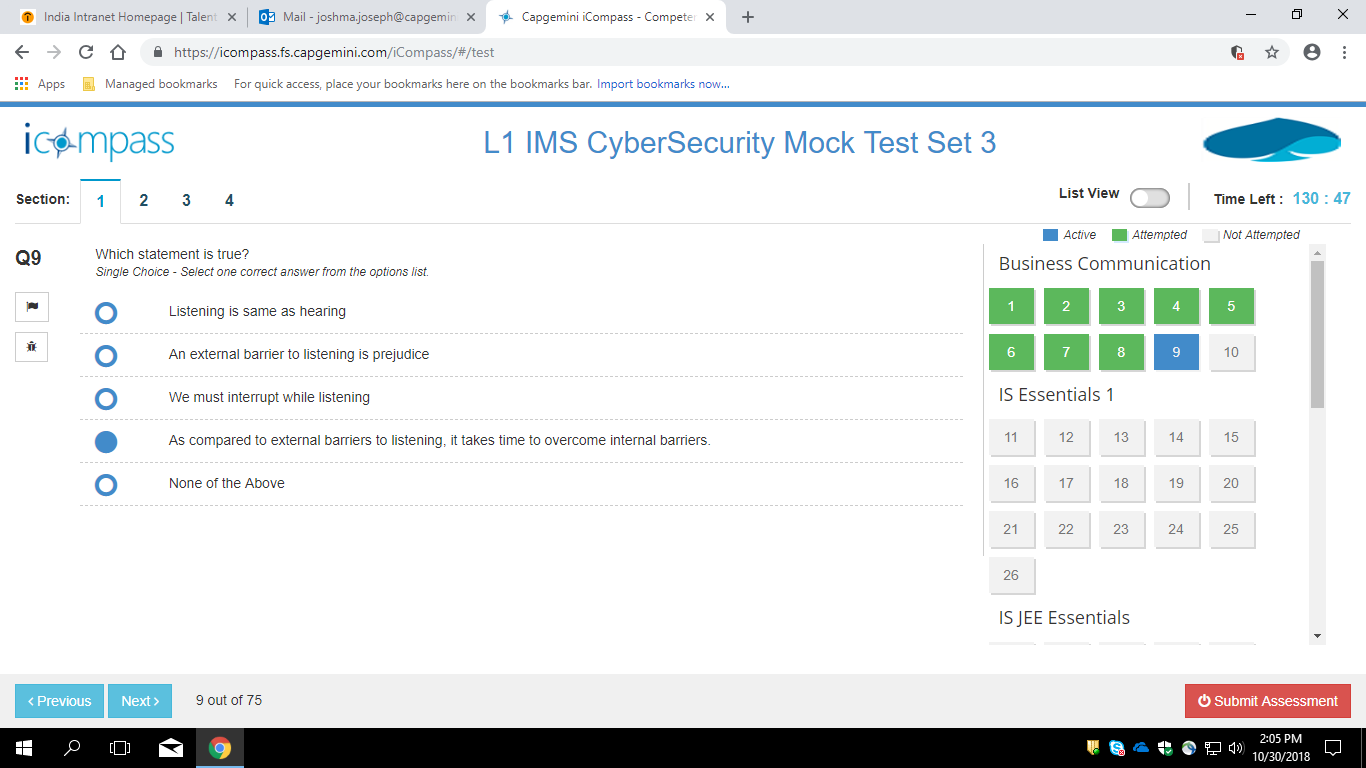 India Intranet Homepage | Talent
Mail - joshma.joseph@capgemin
Capgemini iCompass - Competen
https://icompass.fs.capgemini.com/iCompass/#/test
Apps Managed bookmarks For quick access, place your bookmarks here on the bookmarks bar. Import bookmarks now...
icompass
L1 IMS CyberSecurity Mock Test Set 3
Section: 1 2 3 4
List View
Time Left : 130 : 47
Active Attempted Not Attempted
Q9
Which statement is true?
Single Choice - Select one correct answer from the options list.
Listening is same as hearing
An external barrier to listening is prejudice
We must interrupt while listening
As compared to external barriers to listening, it takes time to overcome internal barriers.
None of the Above
Business Communication
1 2 3 4 5
6 7 8 9 10
IS Essentials 1
11 12 13 14 15
16 17 18 19 20
21 22 23 24 25
26
IS JEE Essentials
Previous Next 9 out of 75
Submit Assessment
2:05 PM
10/30/2018